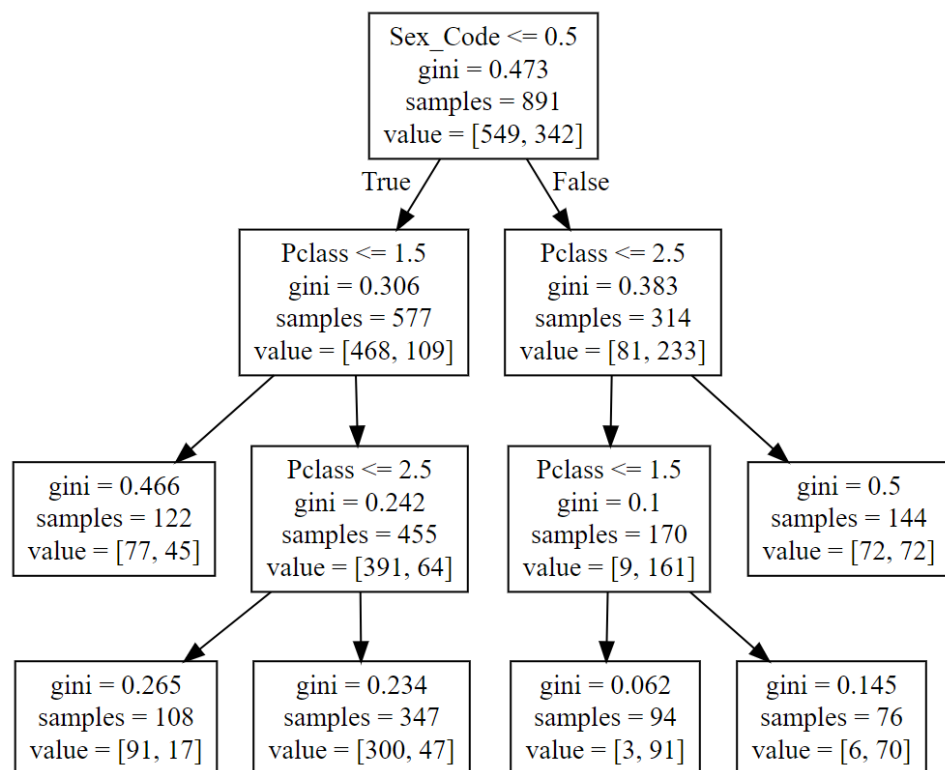 Sex_Code <= 0.5
gini = 0.473
samples = 891
value = [549, 342]
True
False
Pclass <= 1.5
gini = 0.306
samples = 577
value = [468, 109]
Pclass <= 2.5
gini = 0.383
samples = 314
value = [81, 233]
gini = 0.466
samples = 122
value = [77, 45]
Pclass <= 2.5
gini = 0.242
samples = 455
value = [391, 64]
Pclass <= 1.5
gini = 0.1
samples = 170
value = [9, 161]
gini = 0.5
samples = 144
value = [72, 72]
gini = 0.265
samples = 108
value = [91, 17]
gini = 0.234
samples = 347
value = [300, 47]
gini = 0.062
samples = 94
value = [3, 91]
gini = 0.145
samples = 76
value = [6, 70]